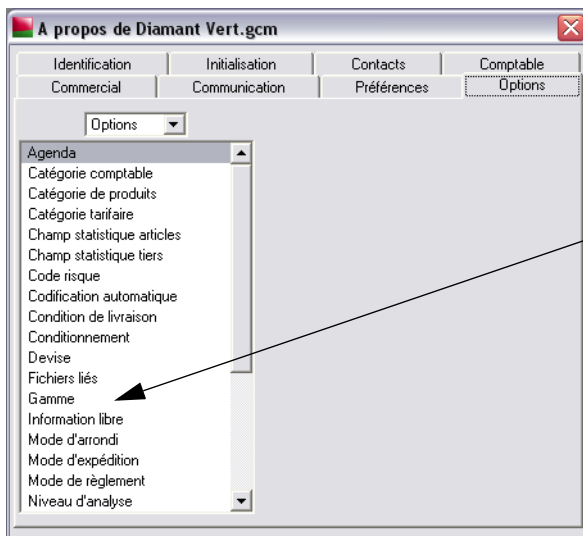 A propos de Diamant Vert.gcm
Identification Initialisation Contacts Comptable
Commercial Communication Préférences Options
Options
Agenda
Catégorie comptable
Catégorie de produits
Catégorie tarifaire
Champ statistique articles
Champ statistique tiers
Code risque
Codification automatique
Condition de livraison
Conditionnement
Devise
Fichiers liés
Gamme
Information libre
Mode d'arrondi
Mode d'expédition
Mode de règlement
Niveau d'analyse